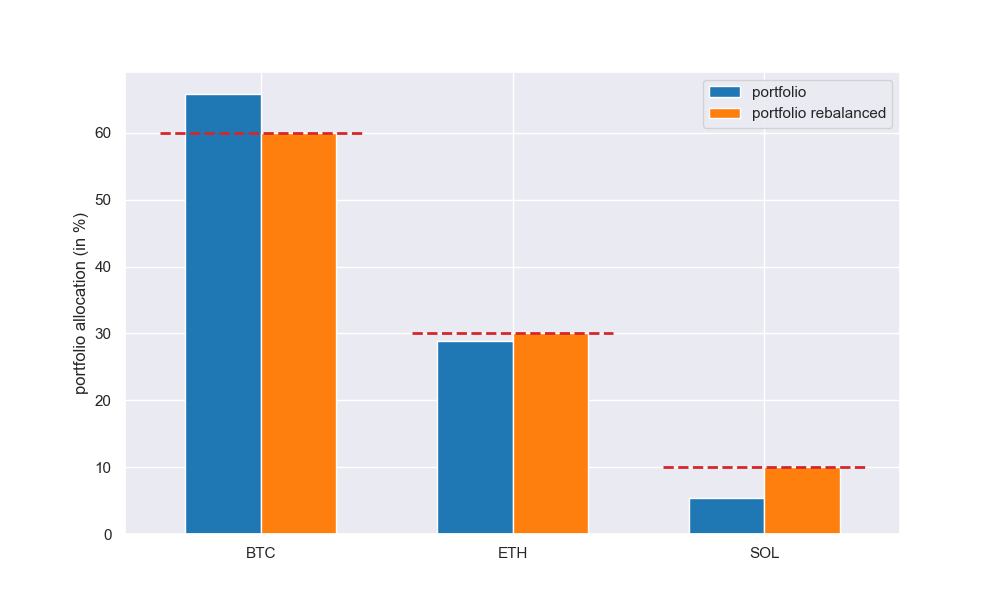 portfolio
portfolio rebalanced
portfolio allocation (in %)
60
50
40
30
20
10
0
BTC
ETH
SOL